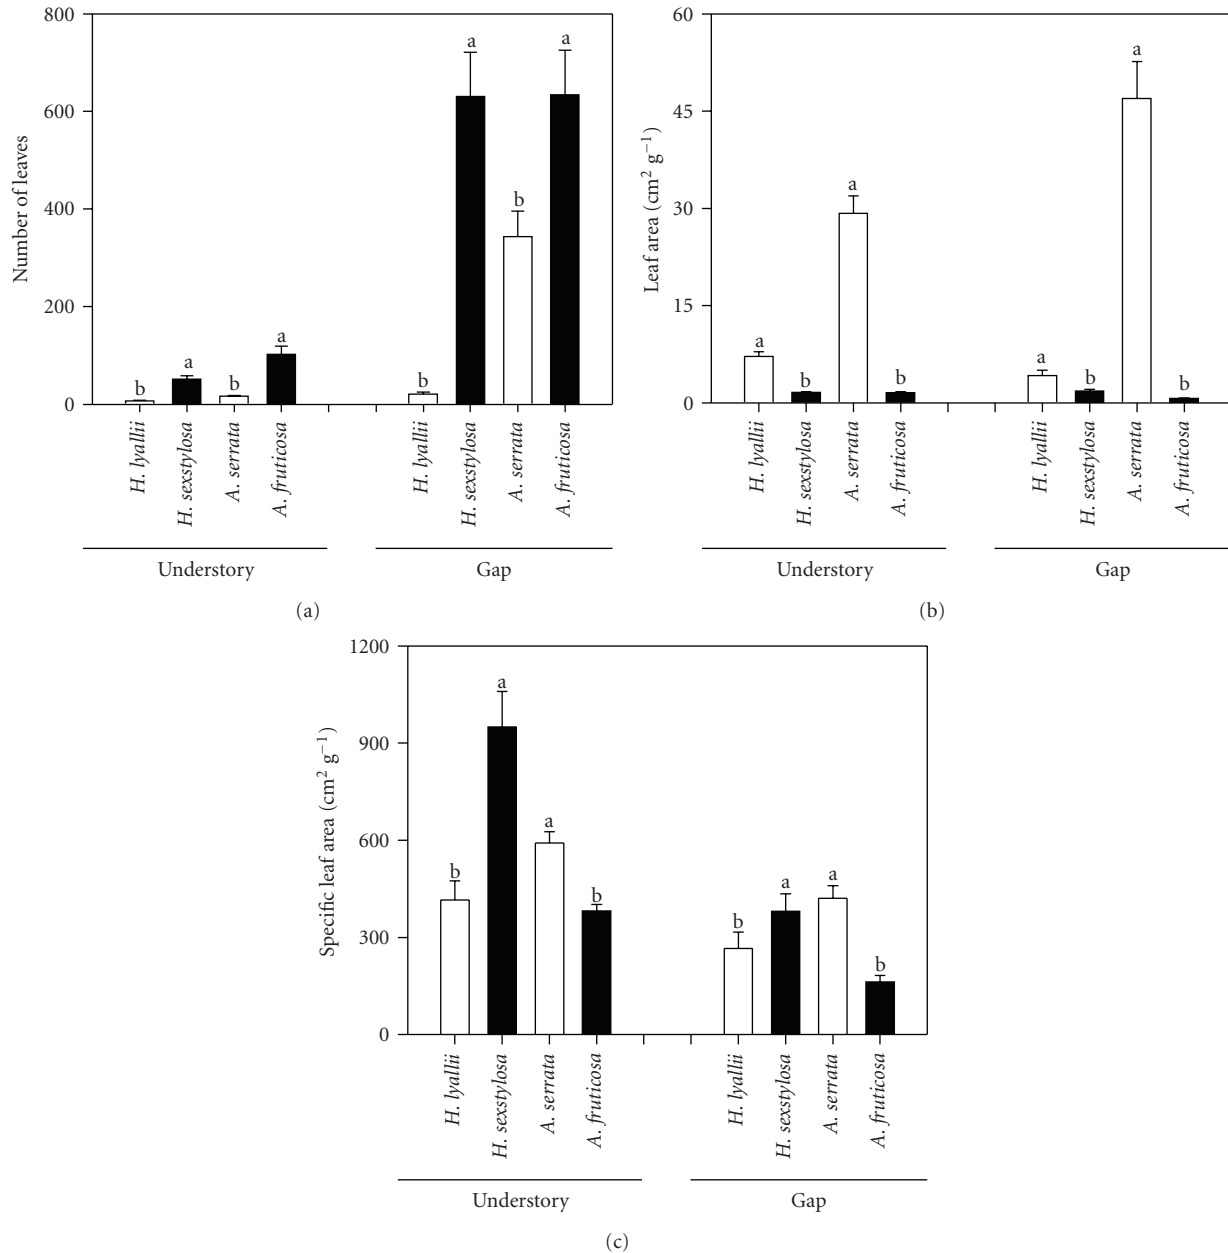 800
600
400
200
0
Number of leaves
b
a
b
a
b
a
b
a
H. lyallii
H. sexstylosa
A. serrata
A. fruticosa
H. lyallii
H. sexstylosa
A. serrata
A. fruticosa
Understory
Gap
(a)
60
45
30
15
0
Leaf area (cm² g⁻¹)
a
b
a
b
a
b
a
b
H. lyallii
H. sexstylosa
A. serrata
A. fruticosa
H. lyallii
H. sexstylosa
A. serrata
A. fruticosa
Understory
Gap
(b)
1200
900
600
300
0
Specific leaf area (cm² g⁻¹)
b
a
a
b
b
a
a
b
H. lyallii
H. sexstylosa
A. serrata
A. fruticosa
H. lyallii
H. sexstylosa
A. serrata
A. fruticosa
Understory
Gap
(c)